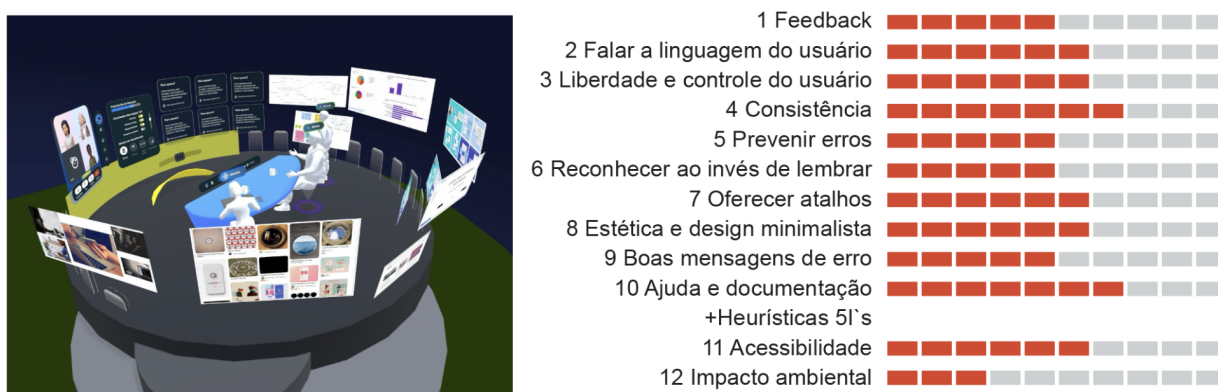 1 Feedback
2 Falar a linguagem do usuário
3 Liberdade e controle do usuário
4 Consistência
5 Prevenir erros
6 Reconhecer ao invés de lembrar
7 Oferecer atalhos
8 Estética e design minimalista
9 Boas mensagens de erro
10 Ajuda e documentação
+Heurísticas 5I`s
11 Acessibilidade
12 Impacto ambiental